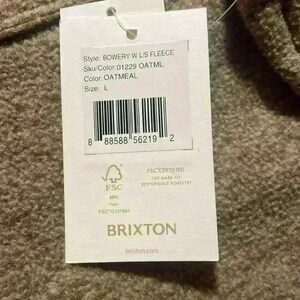 Style: BOWERY W L/S FLEECE
Sku/Color: 01229 OATML
Color: OATMEAL
Size: L
8 88588 56219 2
FSC
MIX
FSC® CERTIFIED
THE MARK OF
RESPONSIBLE FORESTRY
BRIXTON
brixton.com